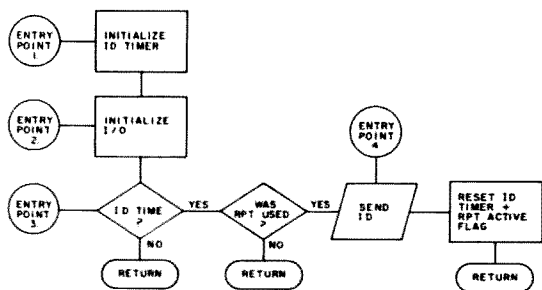 ENTRY
POINT
1.
INITIALIZE
ID TIMER
ENTRY
POINT
2.
INITIALIZE
I/O
ENTRY
POINT
3.
ID TIME
?
YES
NO
RETURN
WAS
RPT USED
?
YES
NO
RETURN
ENTRY
POINT
4
SEND
ID
RESET ID
TIMER +
RPT ACTIVE
FLAG
RETURN